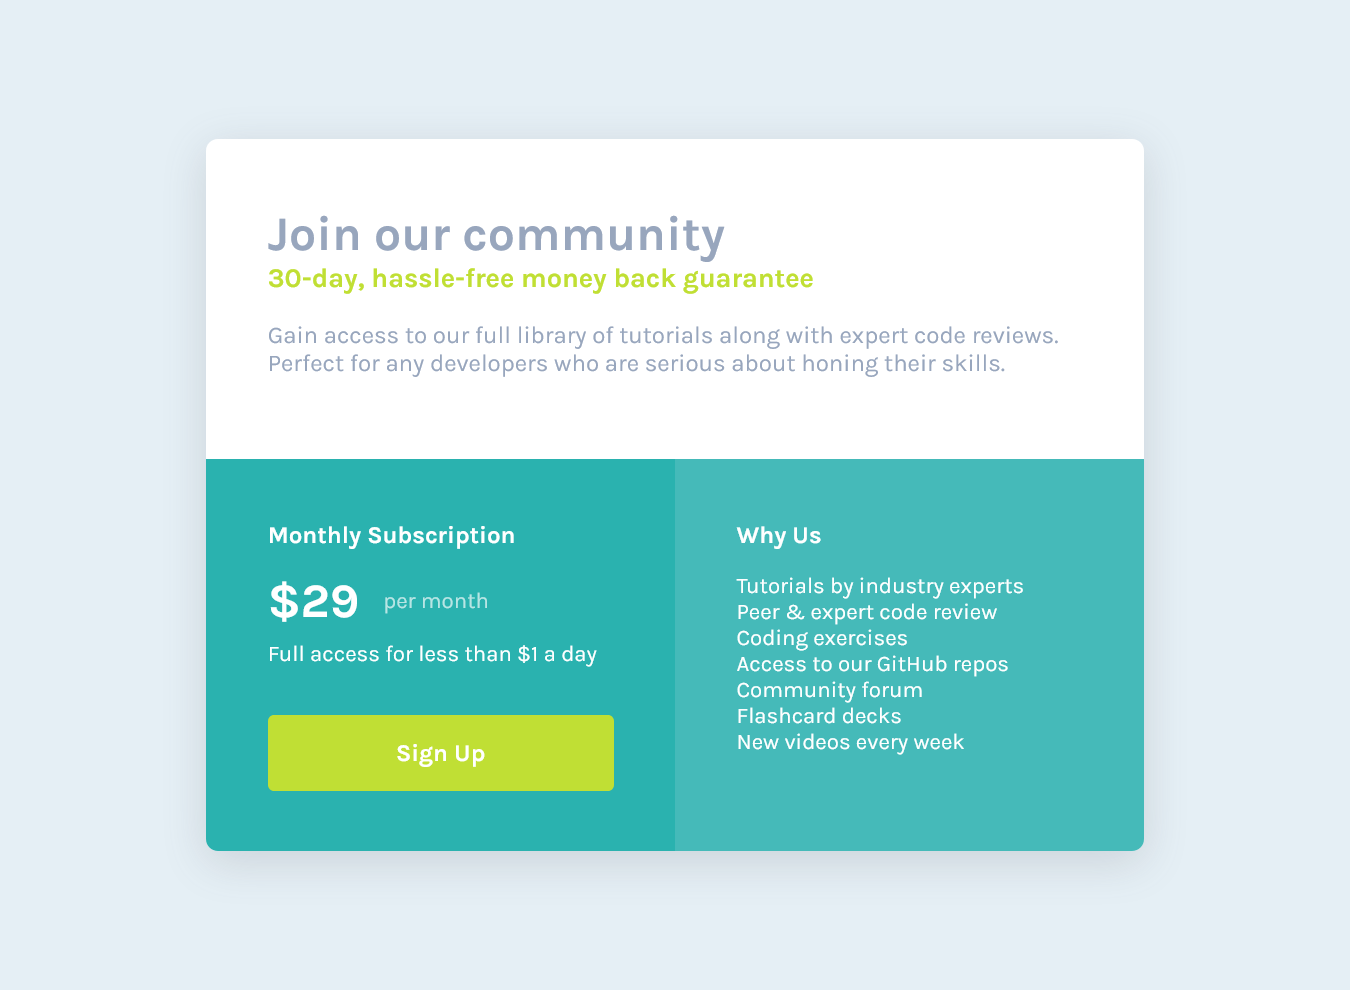 Join our community
30-day, hassle-free money back guarantee
Gain access to our full library of tutorials along with expert code reviews.
Perfect for any developers who are serious about honing their skills.
Monthly Subscription
$29 per month
Full access for less than $1 a day
Sign Up
Why Us
Tutorials by industry experts
Peer & expert code review
Coding exercises
Access to our GitHub repos
Community forum
Flashcard decks
New videos every week